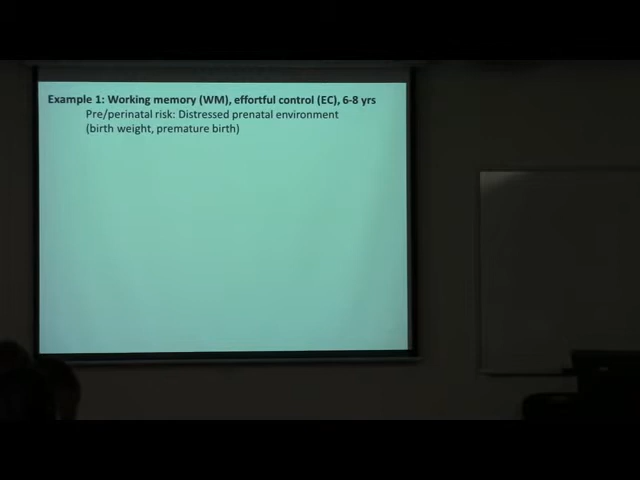 Example 1: Working memory (WM), effortful control (EC), 6-8 yrs
Pre/perinatal risk: Distressed prenatal environment
(birth weight, premature birth)